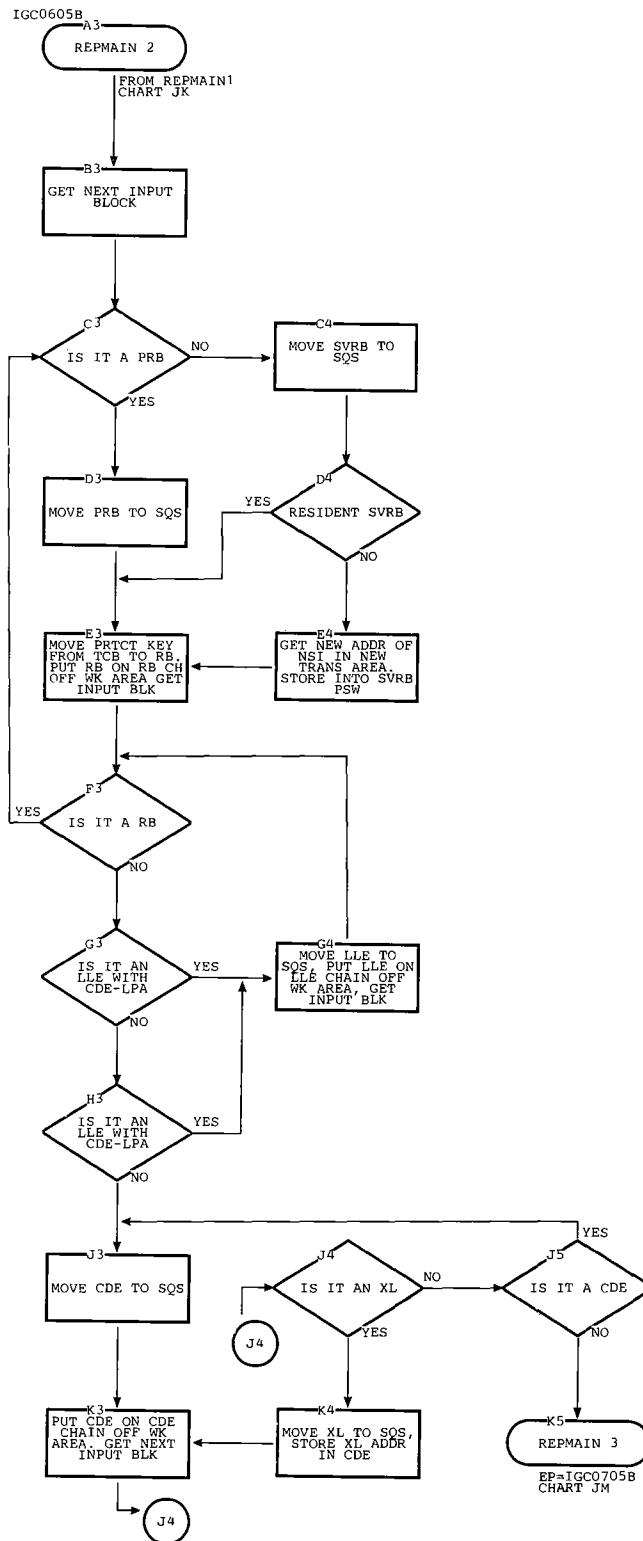 IGC0605B
A3
REPMAIN 2
FROM REPMAIN1
CHART JK
B3
GET NEXT INPUT
BLOCK
C3
IS IT A PRB
NO
YES
C4
MOVE SVRB TO
SQS
D3
MOVE PRB TO SQS
D4
YES
RESIDENT SVRB
NO
E3
MOVE PRTCT KEY
FROM TCB TO RB.
PUT RB ON RB CH
OFF WK AREA GET
INPUT BLK
E4
GET NEW ADDR OF
NSI IN NEW
TRANS AREA.
STORE INTO SVRB
PSW
F3
YES
IS IT A RB
NO
G3
IS IT AN
LLE WITH
CDE-LPA
YES
NO
G4
MOVE LLE TO
SQS, PUT LLE ON
LLE CHAIN OFF
WK AREA, GET
INPUT BLK
H3
IS IT AN
LLE WITH
CDE-LPA
YES
NO
J3
MOVE CDE TO SQS
J4
IS IT AN XL
NO
YES
J4
J5
YES
IS IT A CDE
NO
K3
PUT CDE ON CDE
CHAIN OFF WK
AREA. GET NEXT
INPUT BLK
J4
K4
MOVE XL TO SQS,
STORE XL ADDR
IN CDE
K5
REPMAIN 3
EP=IGC0705B
CHART JM